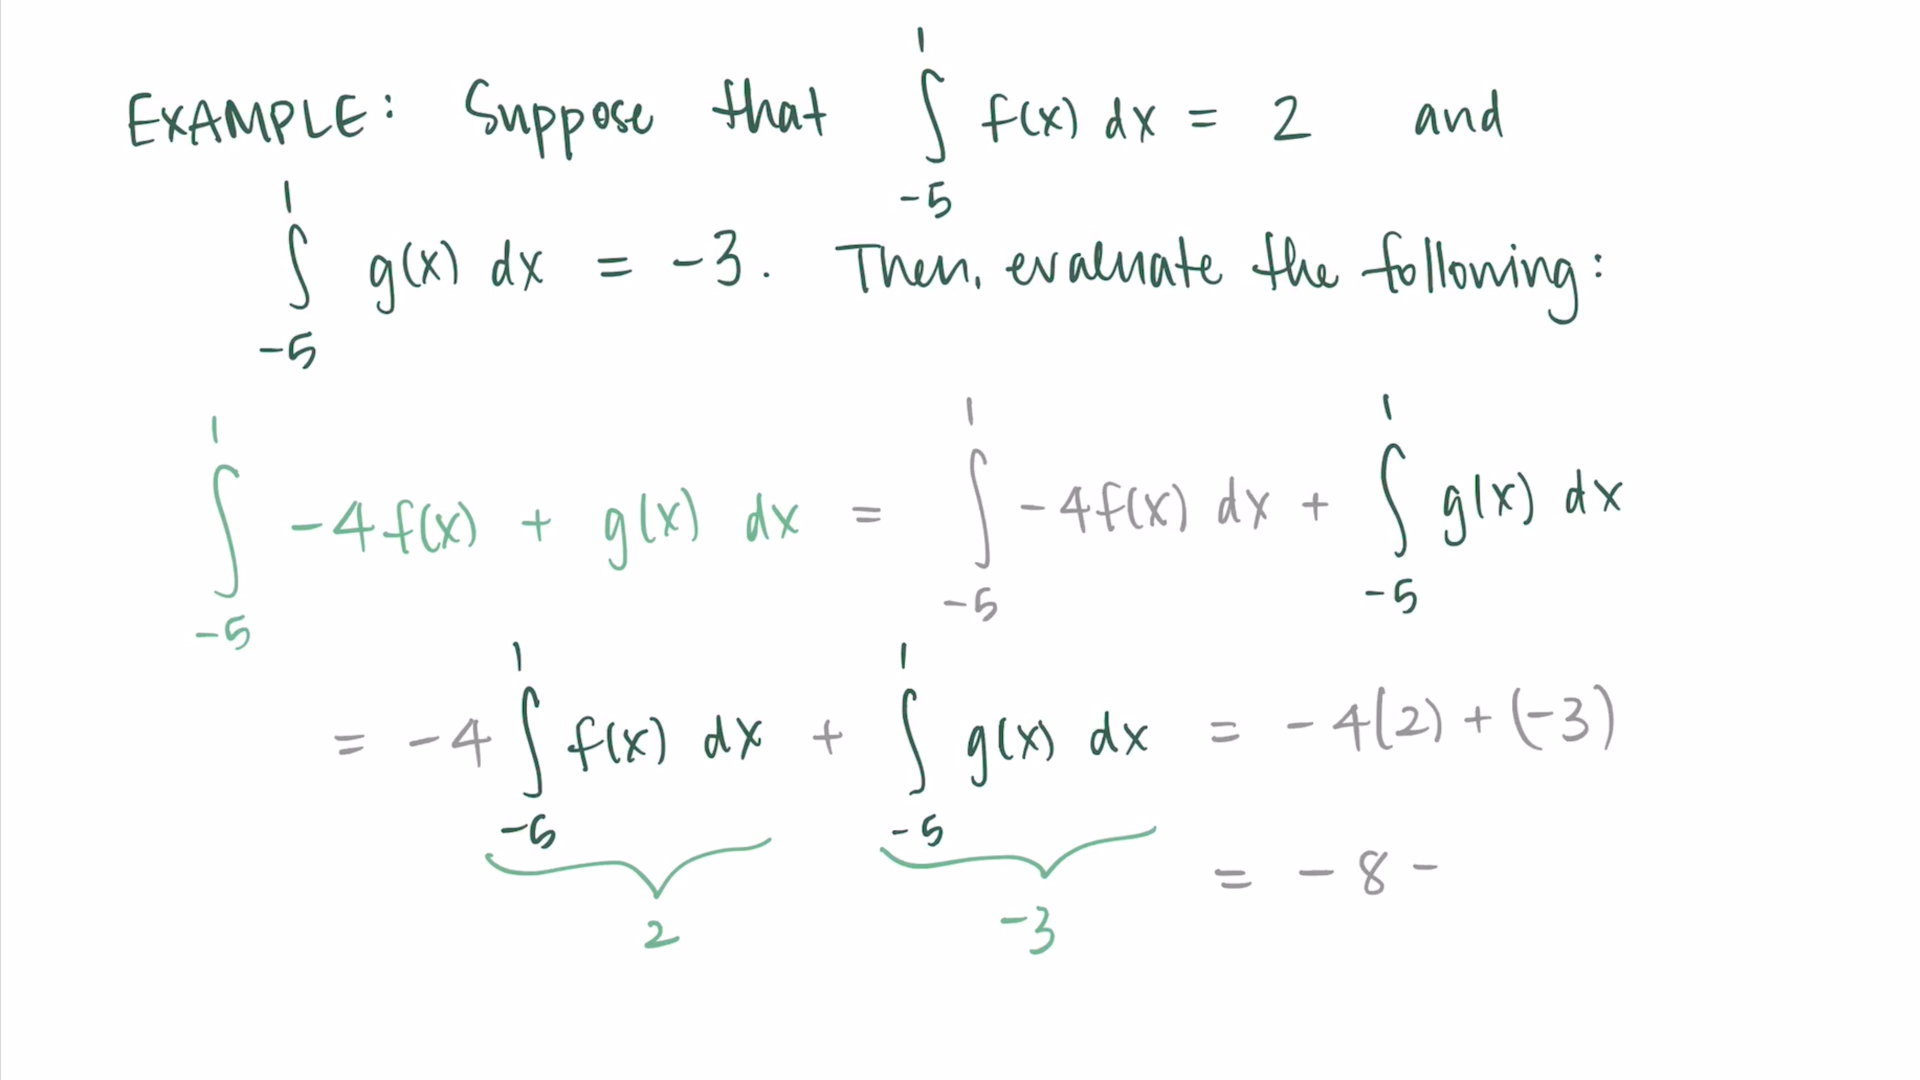 EXAMPLE: Suppose that ∫_{-5}^{1} f(x) dx = 2 and
∫_{-5}^{1} g(x) dx = -3. Then, evaluate the following:
∫_{-5}^{1} -4f(x) + g(x) dx = ∫_{-5}^{1} -4f(x) dx + ∫_{-5}^{1} g(x) dx
= -4 ∫_{-5}^{1} f(x) dx + ∫_{-5}^{1} g(x) dx = -4(2) + (-3)
2 -3 = -8 -